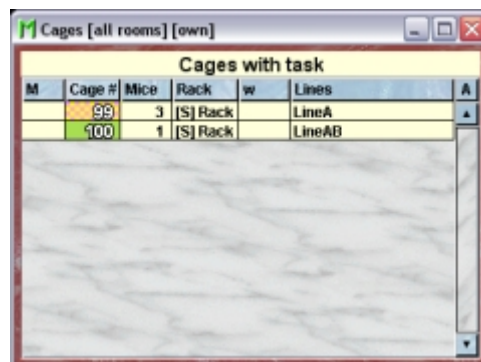 Cages [all rooms] [own]
Cages with task
M Cage # Mice Rack w Lines A
99 3 [S] Rack LineA
100 1 [S] Rack LineAB